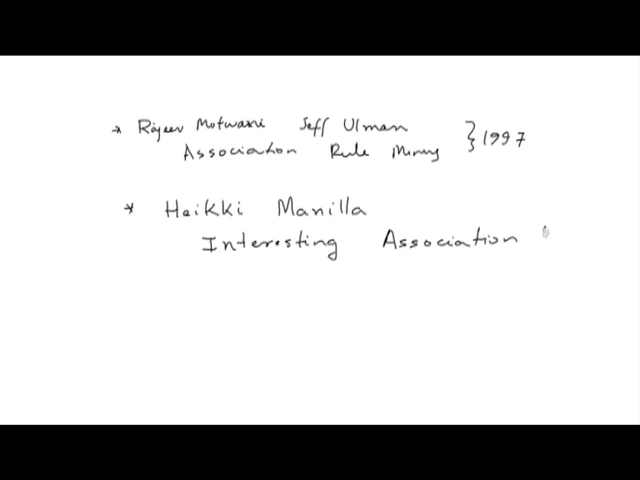 * Rajeev Motwani Jeff Ulman
Association Rule Mining } 1997
* Heikki Manilla
Interesting Association